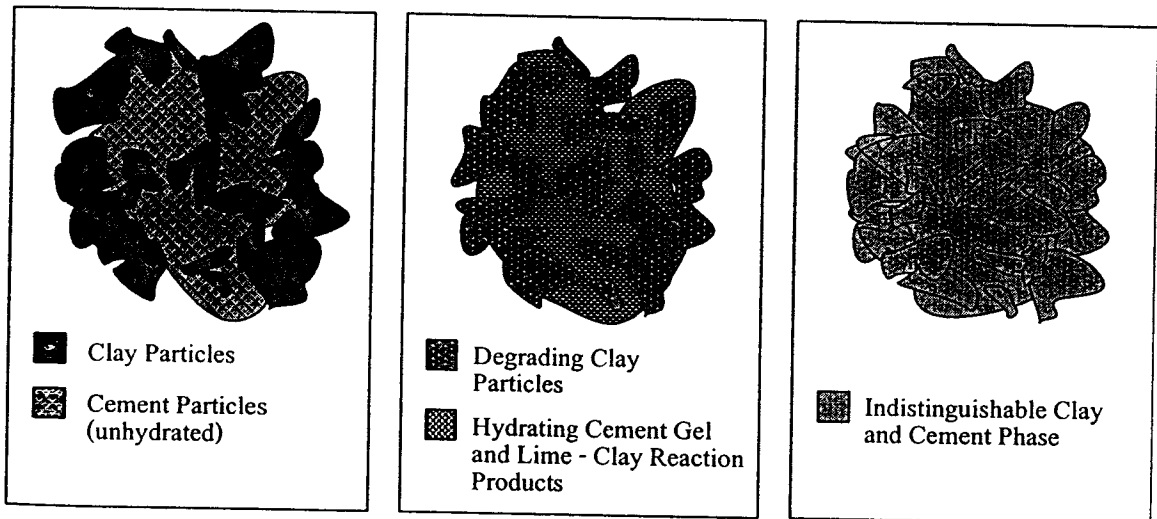 Clay Particles
Cement Particles
(unhydrated)
Degrading Clay
Particles
Hydrating Cement Gel
and Lime - Clay Reaction
Products
Indistinguishable Clay
and Cement Phase